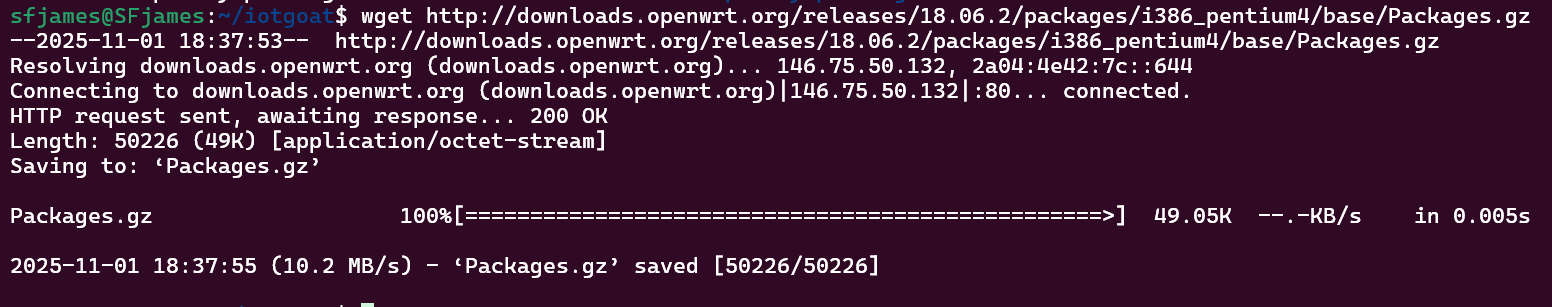 sfjames@SFjames:~/iotgoat$ wget http://downloads.openwrt.org/releases/18.06.2/packages/i386_pentium4/base/Packages.gz
--2025-11-01 18:37:53--  http://downloads.openwrt.org/releases/18.06.2/packages/i386_pentium4/base/Packages.gz
Resolving downloads.openwrt.org (downloads.openwrt.org)... 146.75.50.132, 2a04:4e42:7c::644
Connecting to downloads.openwrt.org (downloads.openwrt.org)|146.75.50.132|:80... connected.
HTTP request sent, awaiting response... 200 OK
Length: 50226 (49K) [application/octet-stream]
Saving to: ‘Packages.gz’
Packages.gz                   100%[=================================================>]  49.05K  --.-KB/s    in 0.005s
2025-11-01 18:37:55 (10.2 MB/s) - ‘Packages.gz’ saved [50226/50226]